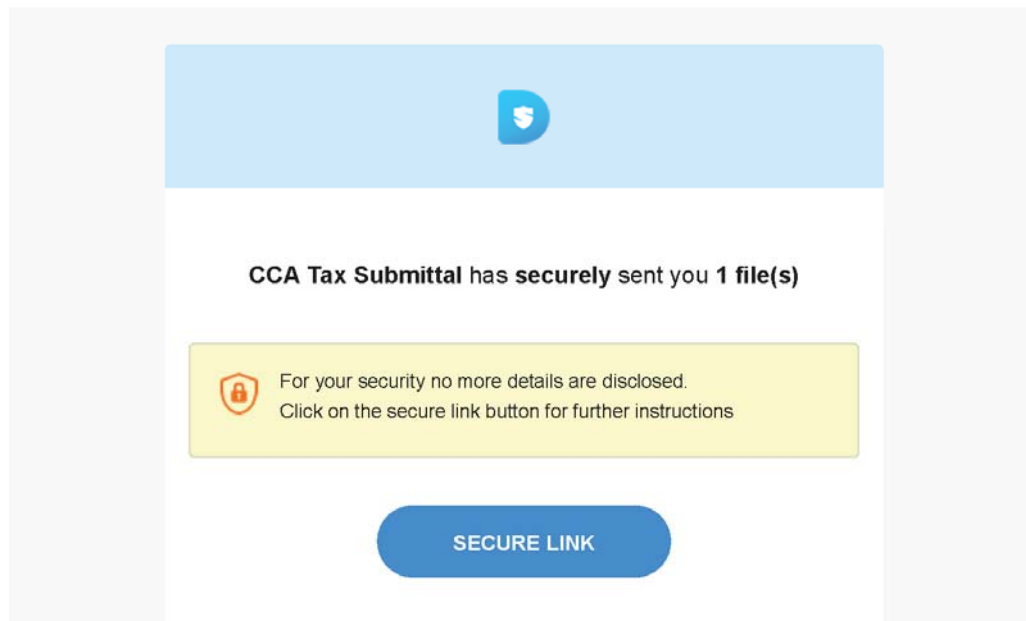 CCA Tax Submittal has securely sent you 1 file(s)
For your security no more details are disclosed.
Click on the secure link button for further instructions
SECURE LINK